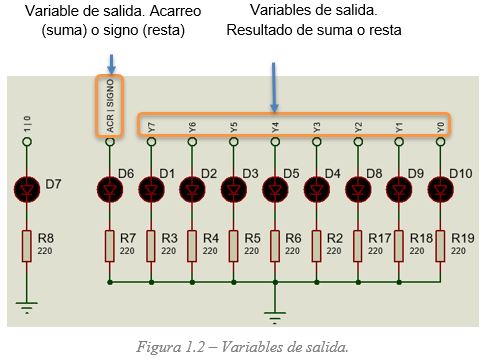 Variable de salida. Acarreo
(suma) o signo (resta)
Variables de salida.
Resultado de suma o resta
1 | 0
ACR | SIGNO
Y7
Y6
Y5
Y4
Y3
Y2
Y1
Y0
D7
D6
D1
D2
D3
D5
D4
D8
D9
D10
R8
220
R7
220
R3
220
R4
220
R5
220
R6
220
R2
220
R17
220
R18
220
R19
220
Figura 1.2 – Variables de salida.